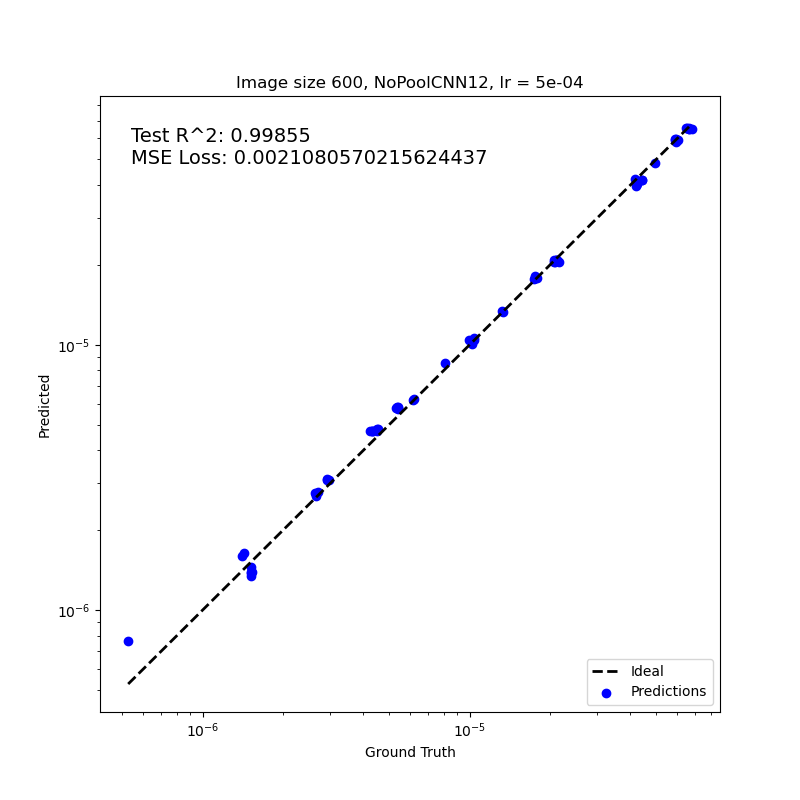 Image size 600, NoPoolCNN12, lr = 5e-04
Test R^2: 0.99855
MSE Loss: 0.0021080570215624437
10⁻⁵
Predicted
10⁻⁶
Ideal
Predictions
10⁻⁶ 10⁻⁵
Ground Truth